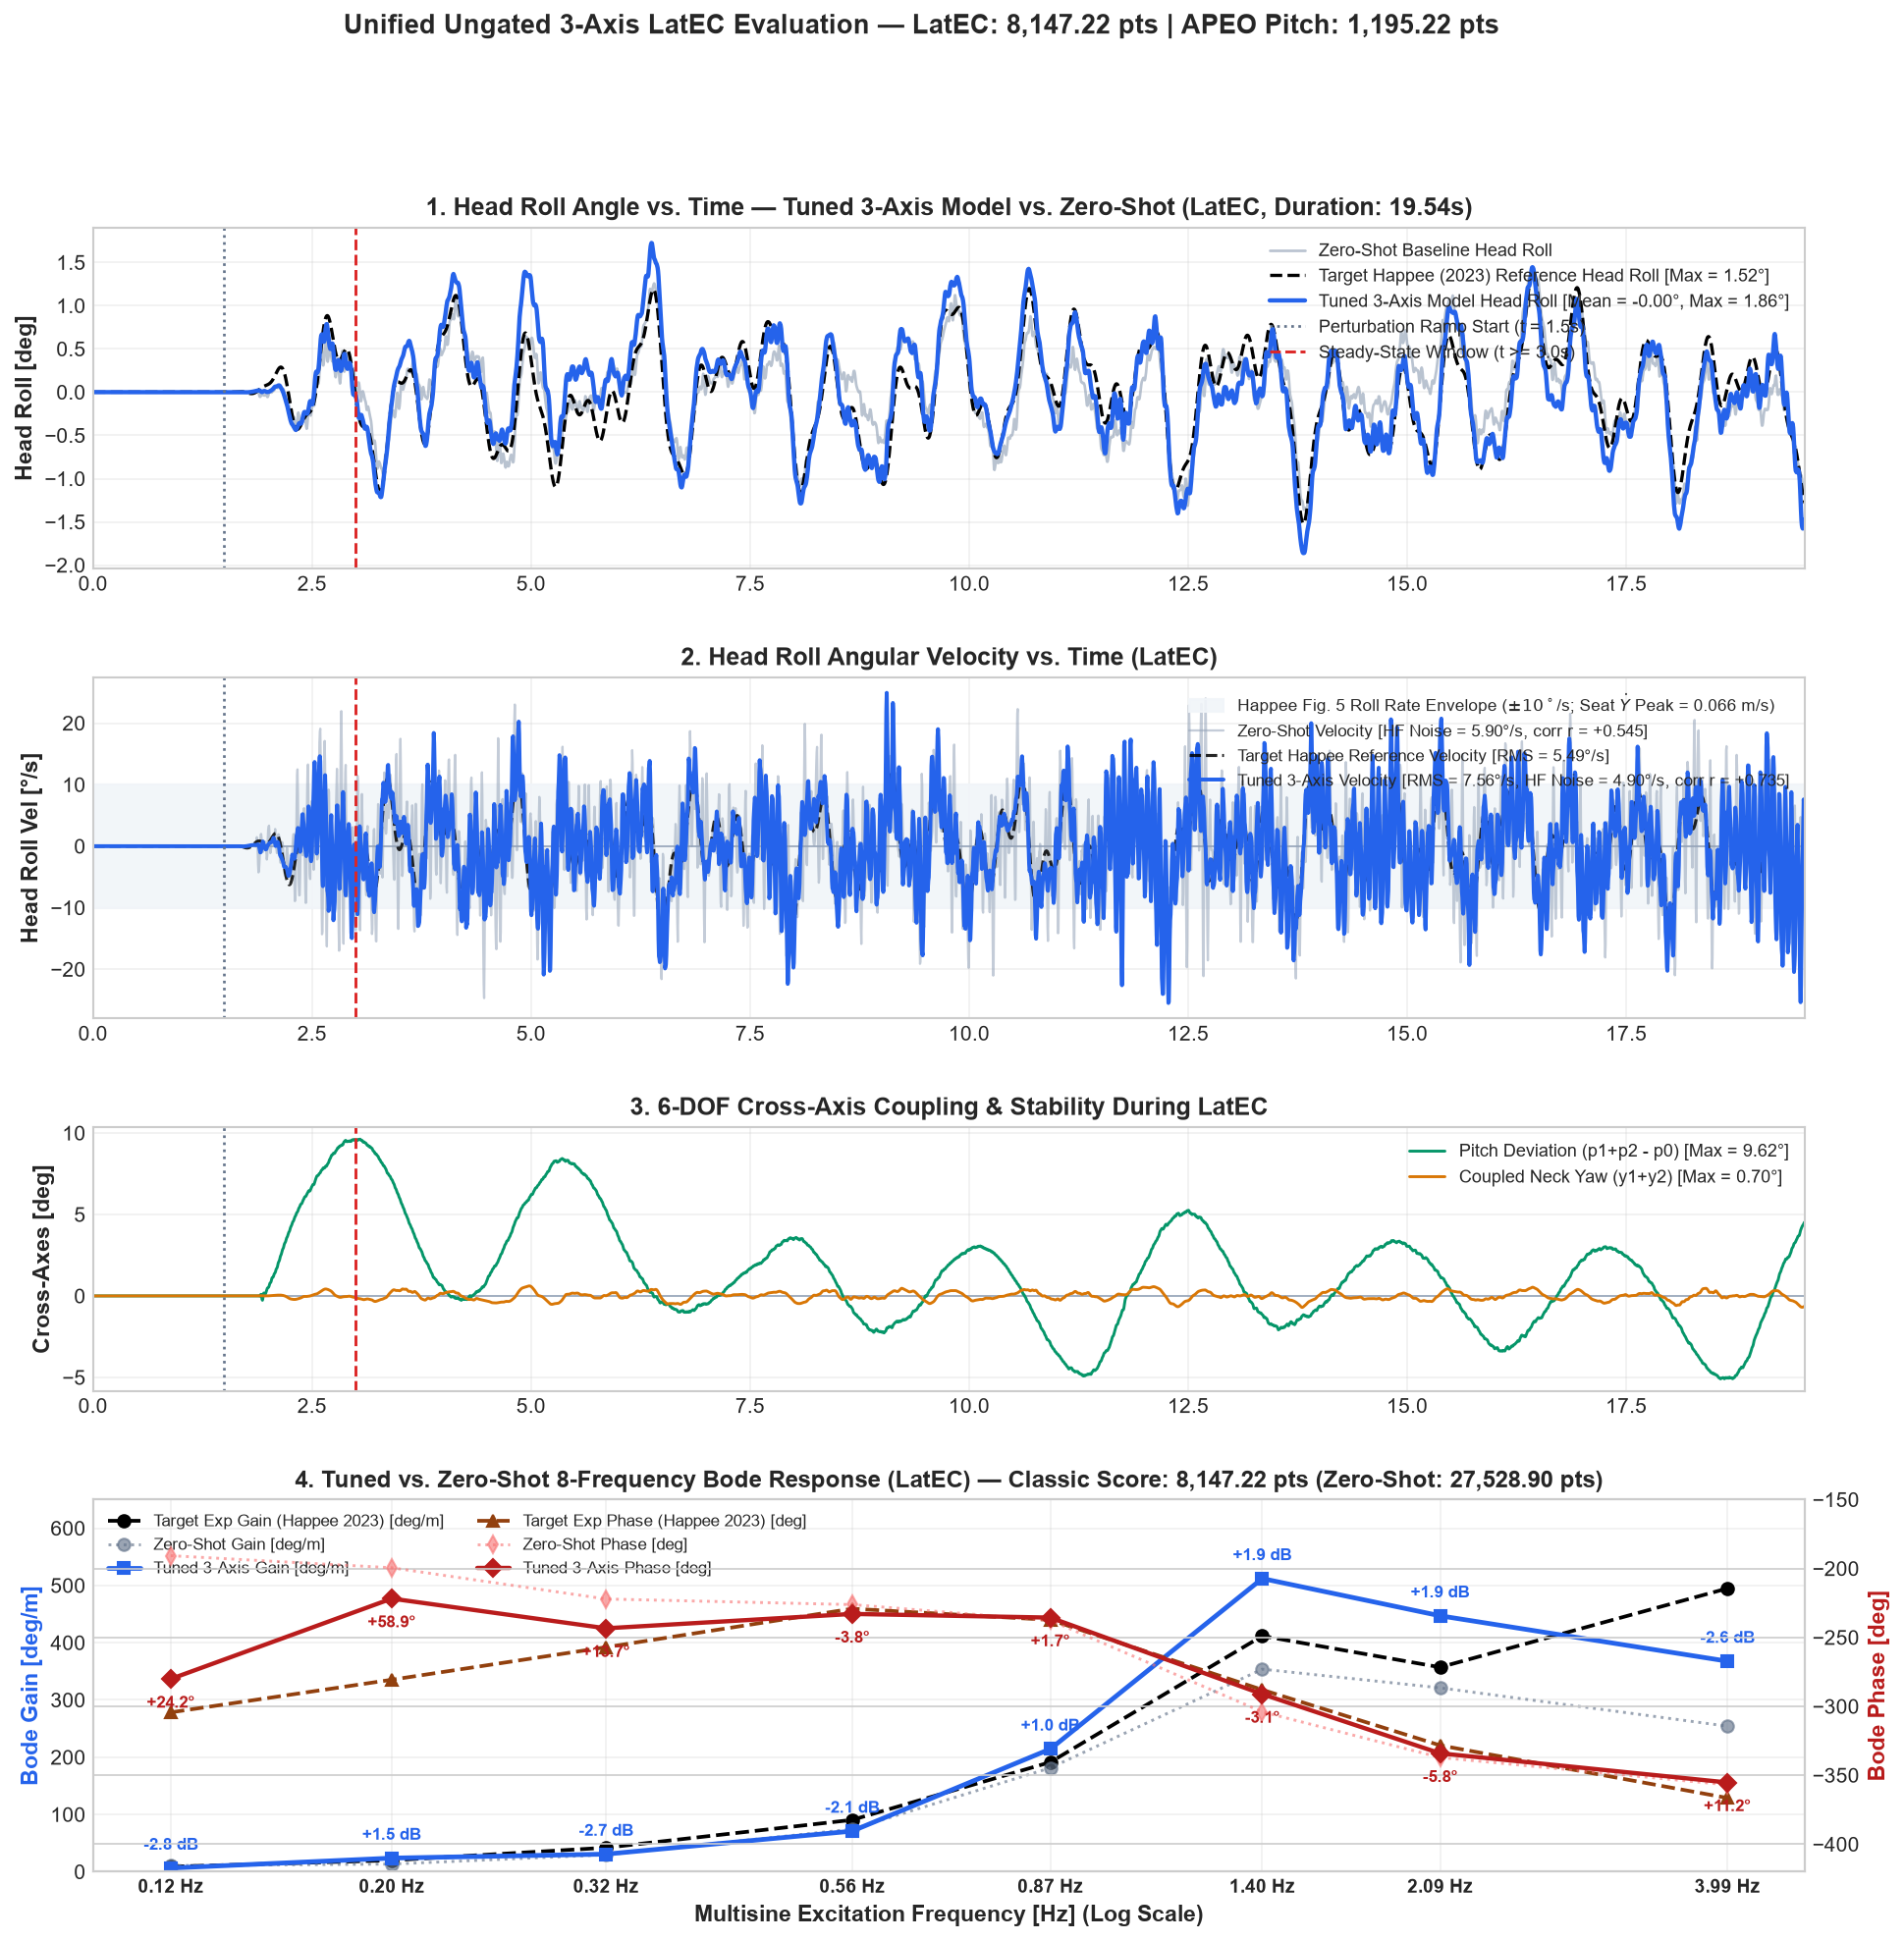 Unified Ungated 3-Axis LatEC Evaluation — LatEC: 8,147.22 pts | APEO Pitch: 1,195.22 pts
1. Head Roll Angle vs. Time — Tuned 3-Axis Model vs. Zero-Shot (LatEC, Duration: 19.54s)
Head Roll [deg]
1.5
1.0
0.5
0.0
−0.5
−1.0
−1.5
−2.0
Zero-Shot Baseline Head Roll
Target Happee (2023) Reference Head Roll [Max = 1.52°]
Tuned 3-Axis Model Head Roll [Mean = -0.00°, Max = 1.86°]
Perturbation Ramp Start (t = 1.5s)
Steady-State Window (t >= 3.0s)
0.0 2.5 5.0 7.5 10.0 12.5 15.0 17.5
2. Head Roll Angular Velocity vs. Time (LatEC)
Head Roll Vel [°/s]
20
10
0
−10
−20
Happee Fig. 5 Roll Rate Envelope (±10°/s; Seat Ẏ Peak = 0.066 m/s)
Zero-Shot Velocity [HF Noise = 5.90°/s, corr r = +0.545]
Target Happee Reference Velocity [RMS = 5.49°/s]
Tuned 3-Axis Velocity [RMS = 7.56°/s, HF Noise = 4.90°/s, corr r = +0.735]
0.0 2.5 5.0 7.5 10.0 12.5 15.0 17.5
3. 6-DOF Cross-Axis Coupling & Stability During LatEC
Cross-Axes [deg]
10
5
0
−5
Pitch Deviation (p1+p2 - p0) [Max = 9.62°]
Coupled Neck Yaw (y1+y2) [Max = 0.70°]
0.0 2.5 5.0 7.5 10.0 12.5 15.0 17.5
4. Tuned vs. Zero-Shot 8-Frequency Bode Response (LatEC) — Classic Score: 8,147.22 pts (Zero-Shot: 27,528.90 pts)
Bode Gain [deg/m]
600
500
400
300
200
100
0
Target Exp Gain (Happee 2023) [deg/m]
Zero-Shot Gain [deg/m]
Tuned 3-Axis Gain [deg/m]
Target Exp Phase (Happee 2023) [deg]
Zero-Shot Phase [deg]
Tuned 3-Axis Phase [deg]
-2.8 dB
+1.5 dB
-2.7 dB
-2.1 dB
+1.0 dB
+1.9 dB
+1.9 dB
-2.6 dB
+24.2°
+58.9°
-3.8°
+1.7°
-3.1°
-5.8°
+11.2°
−150
−200
−250
−300
−350
−400
Bode Phase [deg]
0.12 Hz 0.20 Hz 0.32 Hz 0.56 Hz 0.87 Hz 1.40 Hz 2.09 Hz 3.99 Hz
Multisine Excitation Frequency [Hz] (Log Scale)